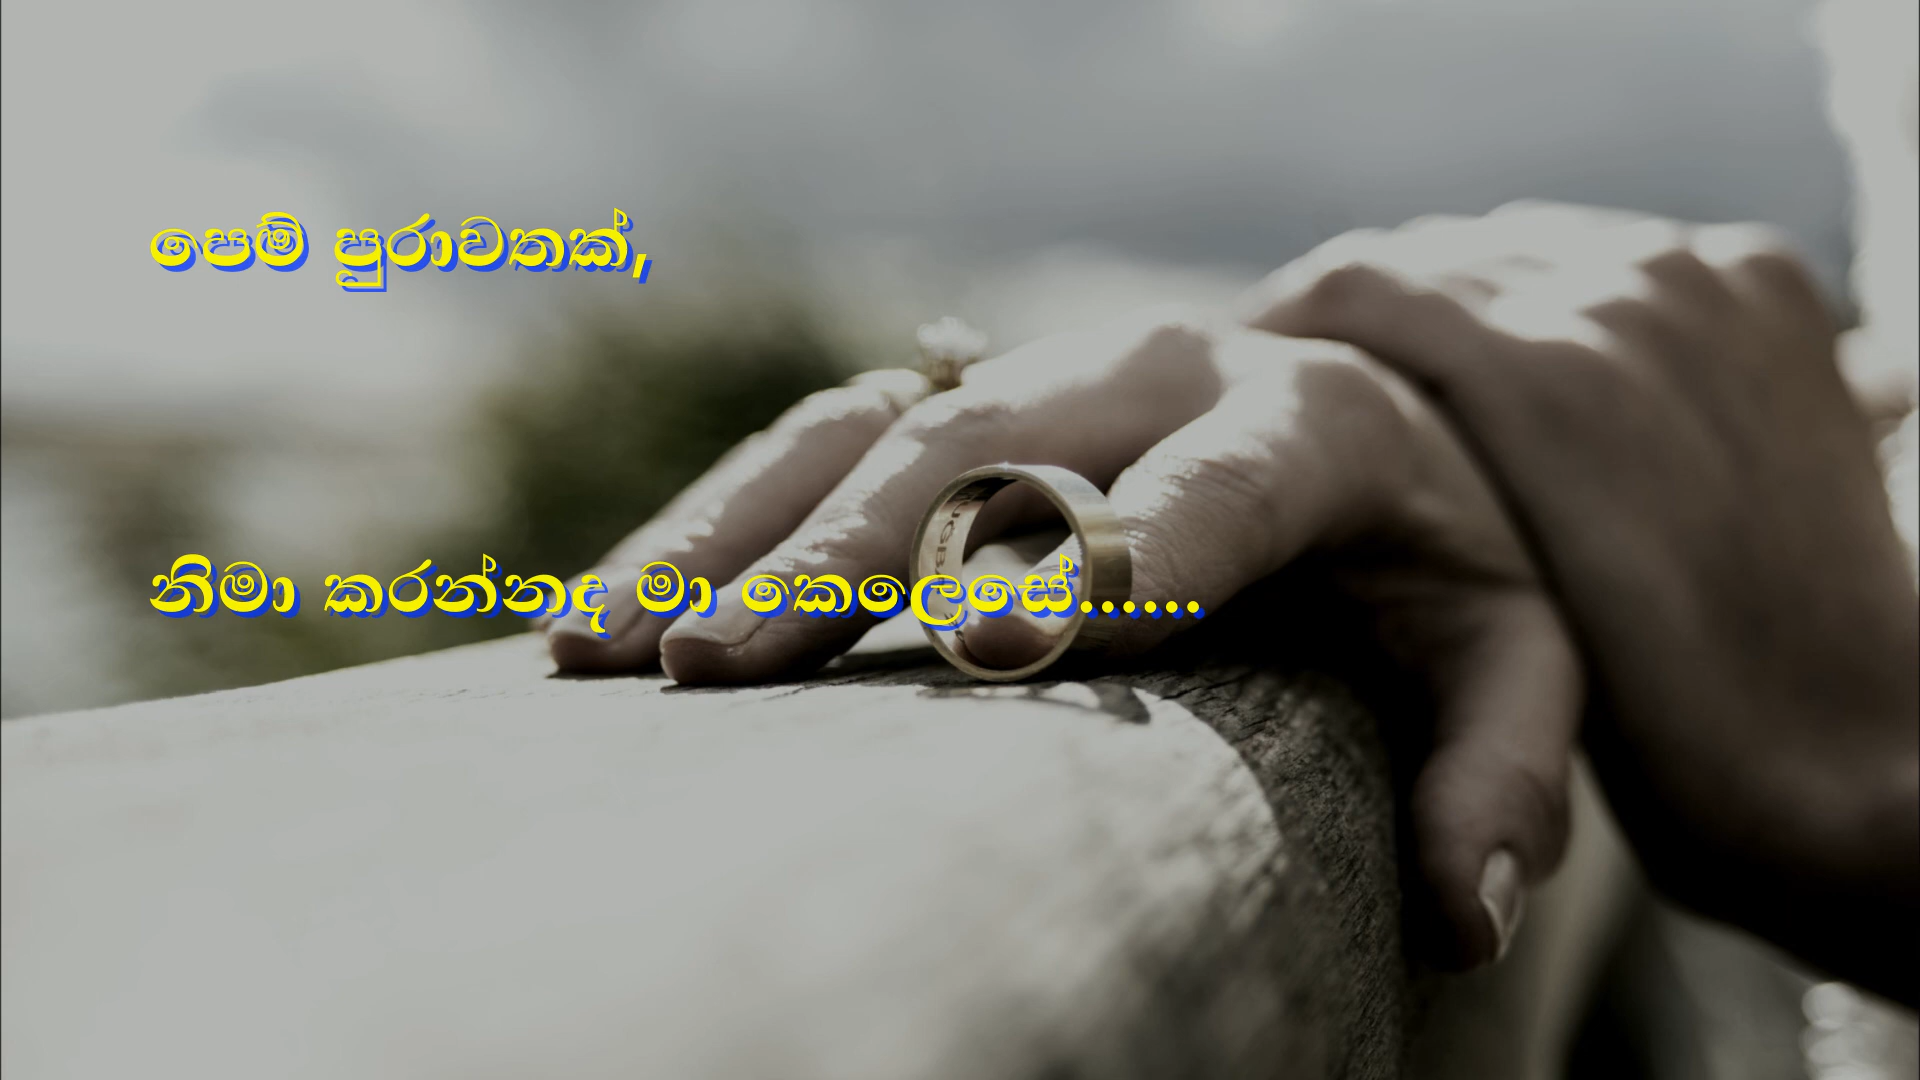 පෙම් පුරාවතක්,
නිමා කරන්නද මා කෙලෙසේ......